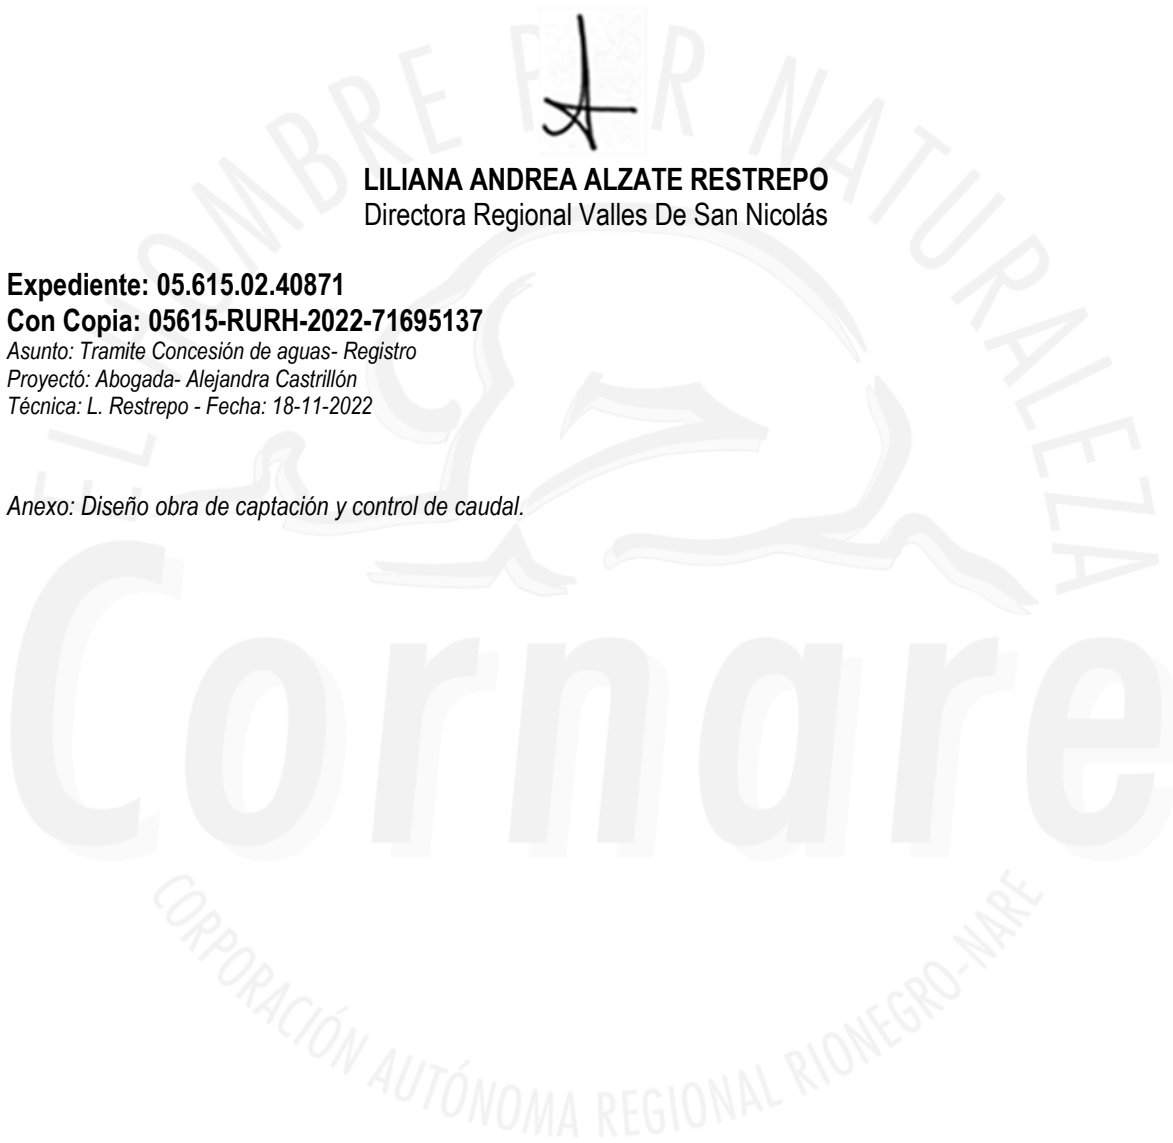 EL HOMBRE POR NATURALEZA
LILIANA ANDREA ALZATE RESTREPO
Directora Regional Valles De San Nicolás
Expediente: 05.615.02.40871
Con Copia: 05615-RURH-2022-71695137
Asunto: Tramite Concesión de aguas- Registro
Proyectó: Abogada- Alejandra Castrillón
Técnica: L. Restrepo - Fecha: 18-11-2022
Anexo: Diseño obra de captación y control de caudal.
Cornare
CORPORACIÓN AUTÓNOMA REGIONAL RIONEGRO-NARE